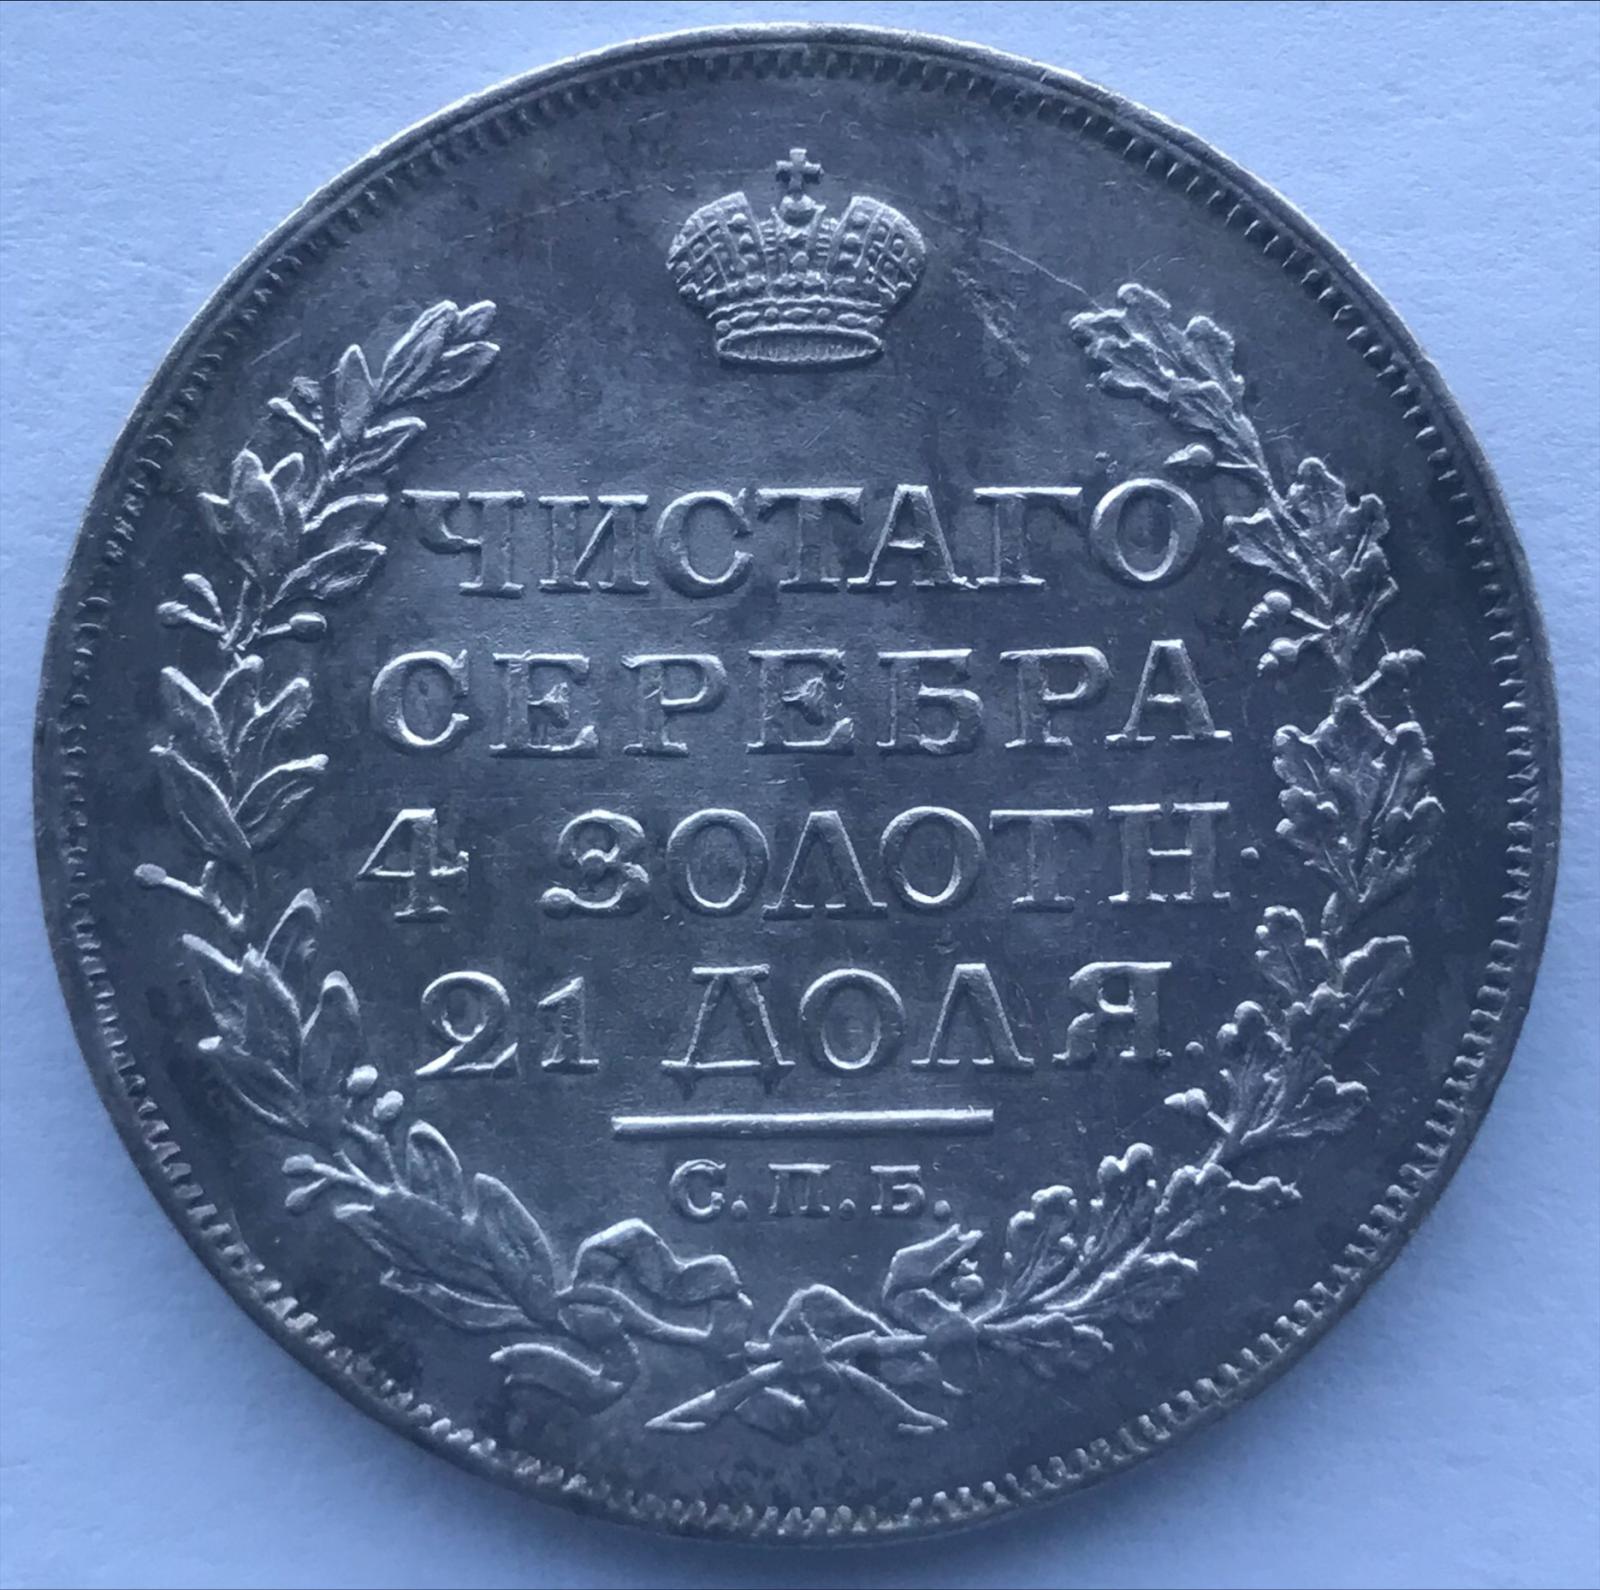 ЧИСТАГО
СЕРЕБРА
4 ЗОЛОТН·
21 ДОЛЯ.
С.П.Б.